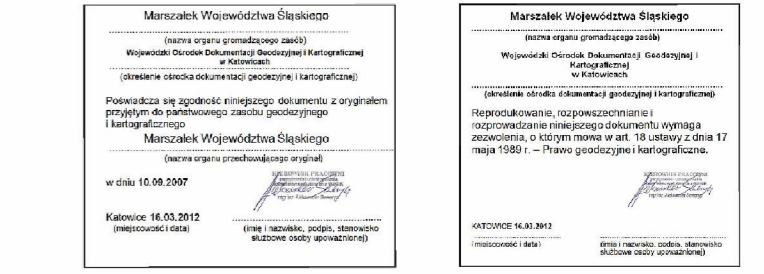 Marszałek Województwa Śląskiego
(nazwa organu gromadzącego zasób)
Wojewódzki Ośrodek Dokumentacji Geodezyjnej i Kartograficznej
w Katowicach
(określenie ośrodka dokumentacji geodezyjnej i kartograficznej)
Poświadcza się zgodność niniejszego dokumentu z oryginałem
przyjętym do państwowego zasobu geodezyjnego
i kartograficznego
Marszałek Województwa Śląskiego
(nazwa organu przechowującego oryginał)
w dniu 10.09.2007
KIEROWNIK PRACOWNI
Katowice 16.03.2012
(miejscowość i data)
(imię i nazwisko, podpis, stanowisko
służbowe osoby upoważnionej)
Marszałek Województwa Śląskiego
(nazwa organu gromadzącego zasób)
Wojewódzki Ośrodek Dokumentacji Geodezyjnej i
Kartograficznej
w Katowicach
(określenie ośrodka dokumentacji geodezyjnej i kartograficznej)
Reprodukowanie, rozpowszechnianie i
rozprowadzanie niniejszego dokumentu wymaga
zezwolenia, o którym mowa w art. 18 ustawy z dnia 17
maja 1989 r. – Prawo geodezyjne i kartograficzne.
KIEROWNIK PRACOWNI
KATOWICE 16.03.2012
(miejscowość i data)
(imię i nazwisko, podpis, stanowisko
służbowe osoby upoważnionej)